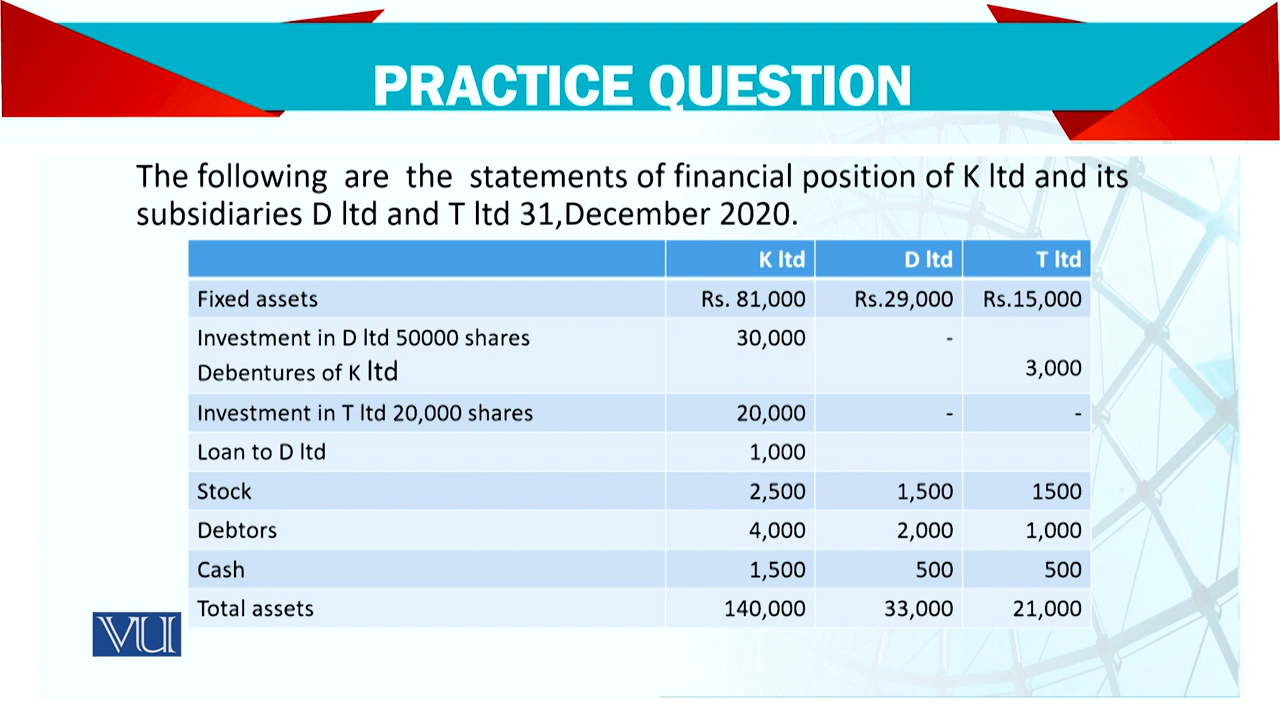 PRACTICE QUESTION
The following are the statements of financial position of K ltd and its
subsidiaries D ltd and T ltd 31,December 2020.
K ltd D ltd T ltd
Fixed assets Rs. 81,000 Rs.29,000 Rs.15,000
Investment in D ltd 50000 shares 30,000 -
Debentures of K ltd 3,000
Investment in T ltd 20,000 shares 20,000 - -
Loan to D ltd 1,000
Stock 2,500 1,500 1500
Debtors 4,000 2,000 1,000
Cash 1,500 500 500
Total assets 140,000 33,000 21,000
VU